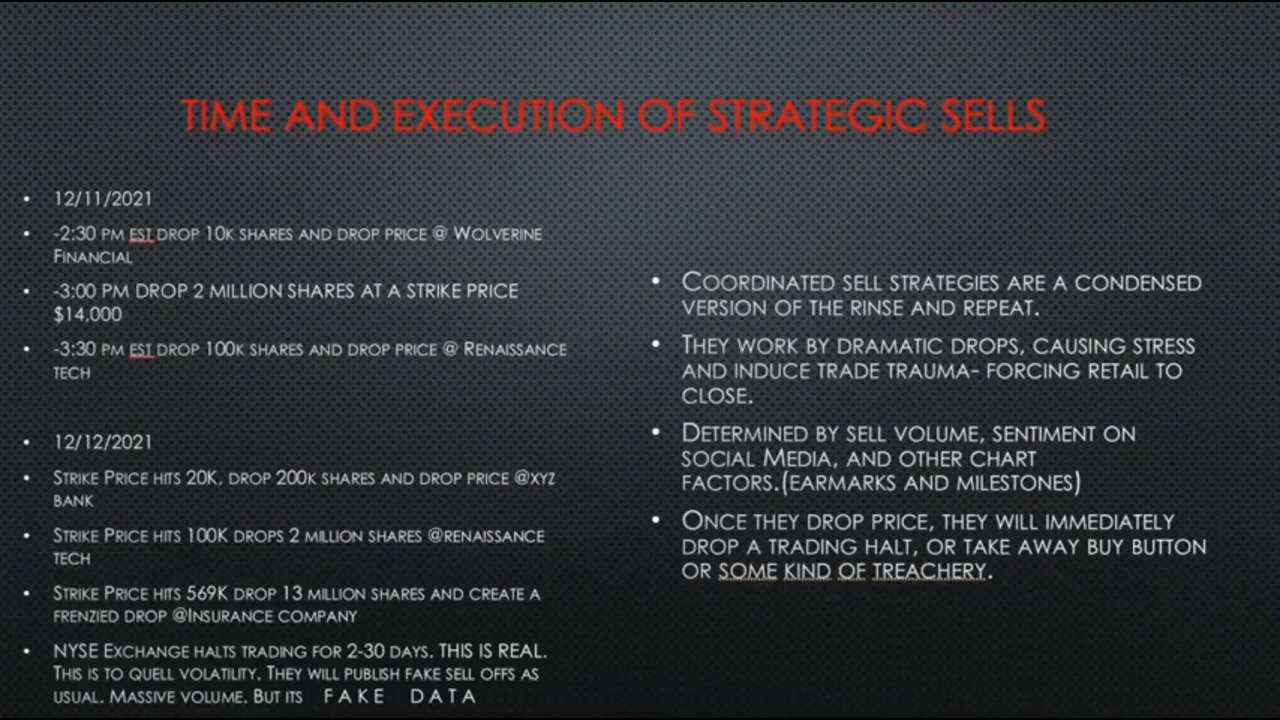 TIME AND EXECUTION OF STRATEGIC SELLS
• 12/11/2021
• -2:30 PM EST DROP 10K SHARES AND DROP PRICE @ WOLVERINE
FINANCIAL
• -3:00 PM DROP 2 MILLION SHARES AT A STRIKE PRICE
$14,000
• -3:30 PM EST DROP 100K SHARES AND DROP PRICE @ RENAISSANCE
TECH
• 12/12/2021
• STRIKE PRICE HITS 20K, DROP 200K SHARES AND DROP PRICE @XYZ
BANK
• STRIKE PRICE HITS 100K DROPS 2 MILLION SHARES @RENAISSANCE
TECH
• STRIKE PRICE HITS 569K DROP 13 MILLION SHARES AND CREATE A
FRENZIED DROP @INSURANCE COMPANY
• NYSE EXCHANGE HALTS TRADING FOR 2-30 DAYS. THIS IS REAL.
THIS IS TO QUELL VOLATILITY. THEY WILL PUBLISH FAKE SELL OFFS AS
USUAL. MASSIVE VOLUME. BUT ITS FAKE DATA
• COORDINATED SELL STRATEGIES ARE A CONDENSED
VERSION OF THE RINSE AND REPEAT.
• THEY WORK BY DRAMATIC DROPS, CAUSING STRESS
AND INDUCE TRADE TRAUMA- FORCING RETAIL TO
CLOSE.
• DETERMINED BY SELL VOLUME, SENTIMENT ON
SOCIAL MEDIA, AND OTHER CHART
FACTORS.(EARMARKS AND MILESTONES)
• ONCE THEY DROP PRICE, THEY WILL IMMEDIATELY
DROP A TRADING HALT, OR TAKE AWAY BUY BUTTON
OR SOME KIND OF TREACHERY.